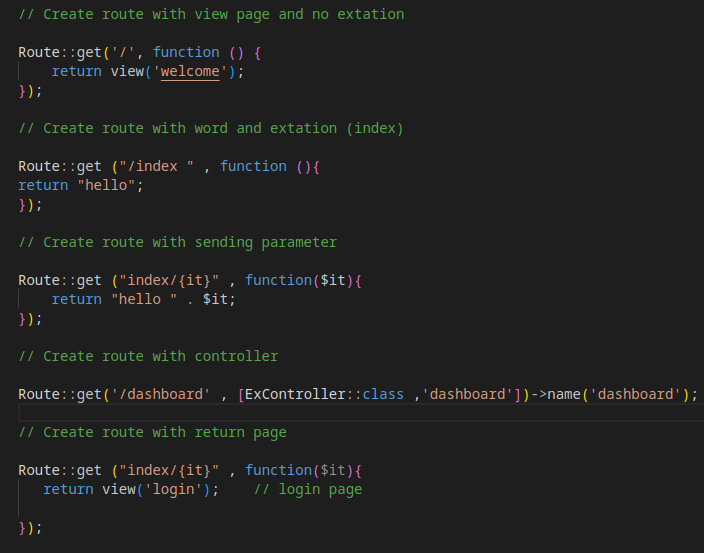 // Create route with view page and no extation
Route::get('/', function () {
    return view('welcome');
});
// Create route with word and extation (index)
Route::get ("/index " , function (){
return "hello";
});
// Create route with sending parameter
Route::get ("index/{it}" , function($it){
    return "hello " . $it;
});
// Create route with controller
Route::get('/dashboard' , [ExController::class ,'dashboard'])->name('dashboard');
// Create route with return page
Route::get ("index/{it}" , function($it){
   return view('login');    // login page
});